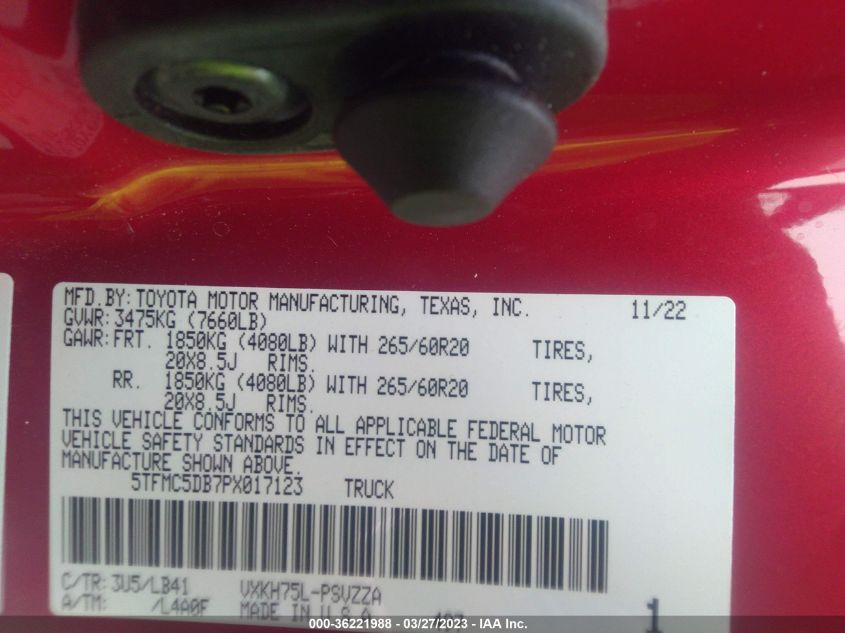 MFD.BY: TOYOTA MOTOR MANUFACTURING, TEXAS, INC. 11/22
GVWR: 3475KG (7660LB)
GAWR: FRT. 1850KG (4080LB) WITH 265/60R20 TIRES,
20X8.5J RIMS.
RR. 1850KG (4080LB) WITH 265/60R20 TIRES,
20X8.5J RIMS.
THIS VEHICLE CONFORMS TO ALL APPLICABLE FEDERAL MOTOR
VEHICLE SAFETY STANDARDS IN EFFECT ON THE DATE OF
MANUFACTURE SHOWN ABOVE.
5TFMC5DB7PX017123 TRUCK
C/TR: 3U5/LB41 VXKH75L-PSVZZA
A/TM: /L4A0F MADE IN U.S.A. 1
000-36221988 - 03/27/2023 - IAA Inc.